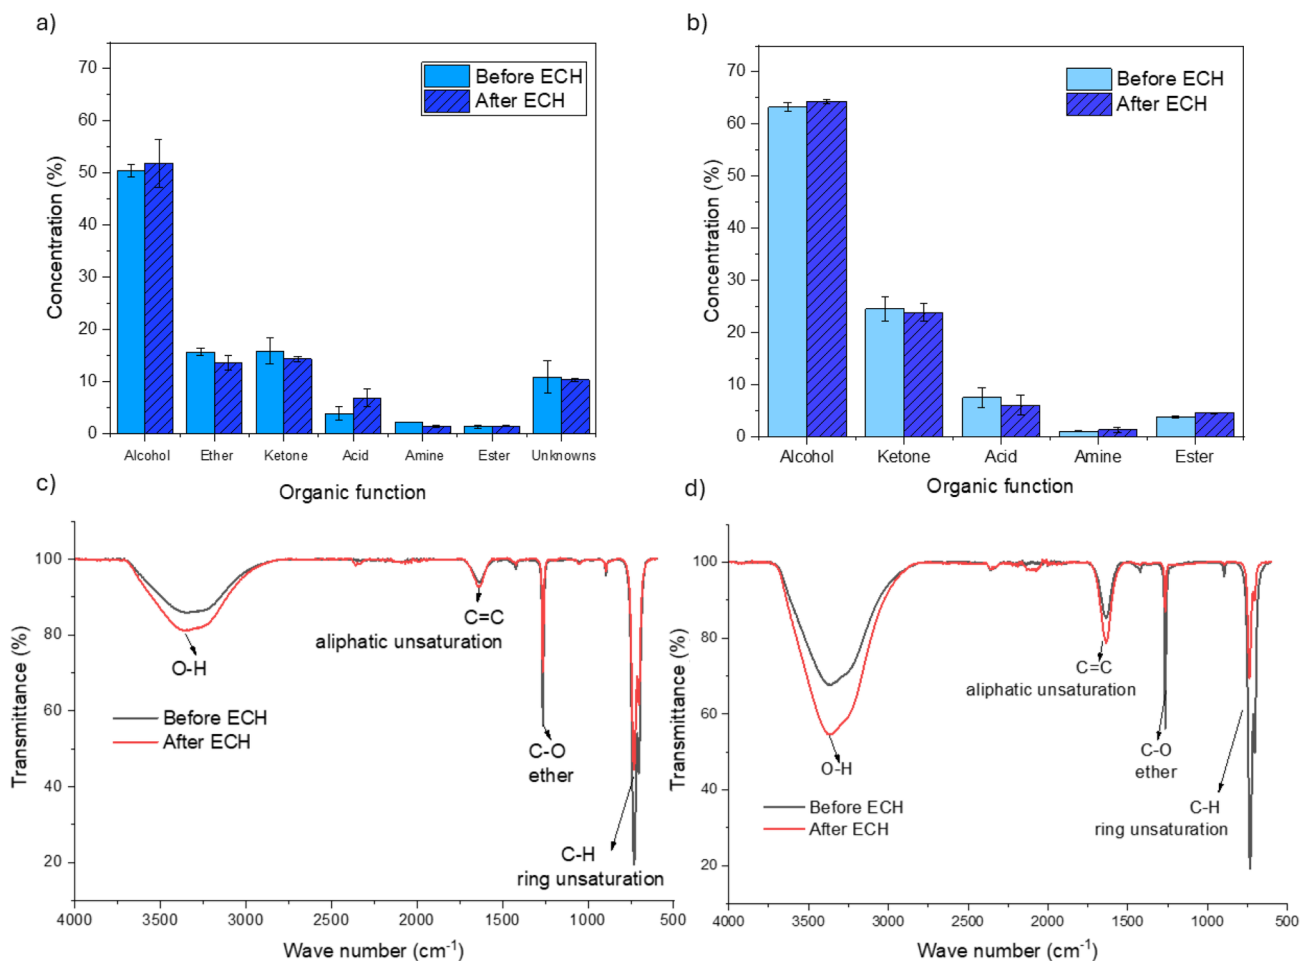 a)
70
60
50
40
30
20
10
0
Concentration (%)
Before ECH
After ECH
Alcohol Ether Ketone Acid Amine Ester Unknowns
Organic function
b)
70
60
50
40
30
20
10
0
Concentration (%)
Before ECH
After ECH
Alcohol Ketone Acid Amine Ester
Organic function
c)
100
80
60
40
20
Transmittance (%)
O-H
C=C
aliphatic unsaturation
Before ECH
After ECH
C-O
ether
C-H
ring unsaturation
4000 3500 3000 2500 2000 1500 1000 500
Wave number (cm-1)
d)
100
80
60
40
20
Transmittance (%)
C=C
aliphatic unsaturation
O-H
C-O
ether
Before ECH
After ECH
C-H
ring unsaturation
4000 3500 3000 2500 2000 1500 1000 500
Wave number (cm-1)